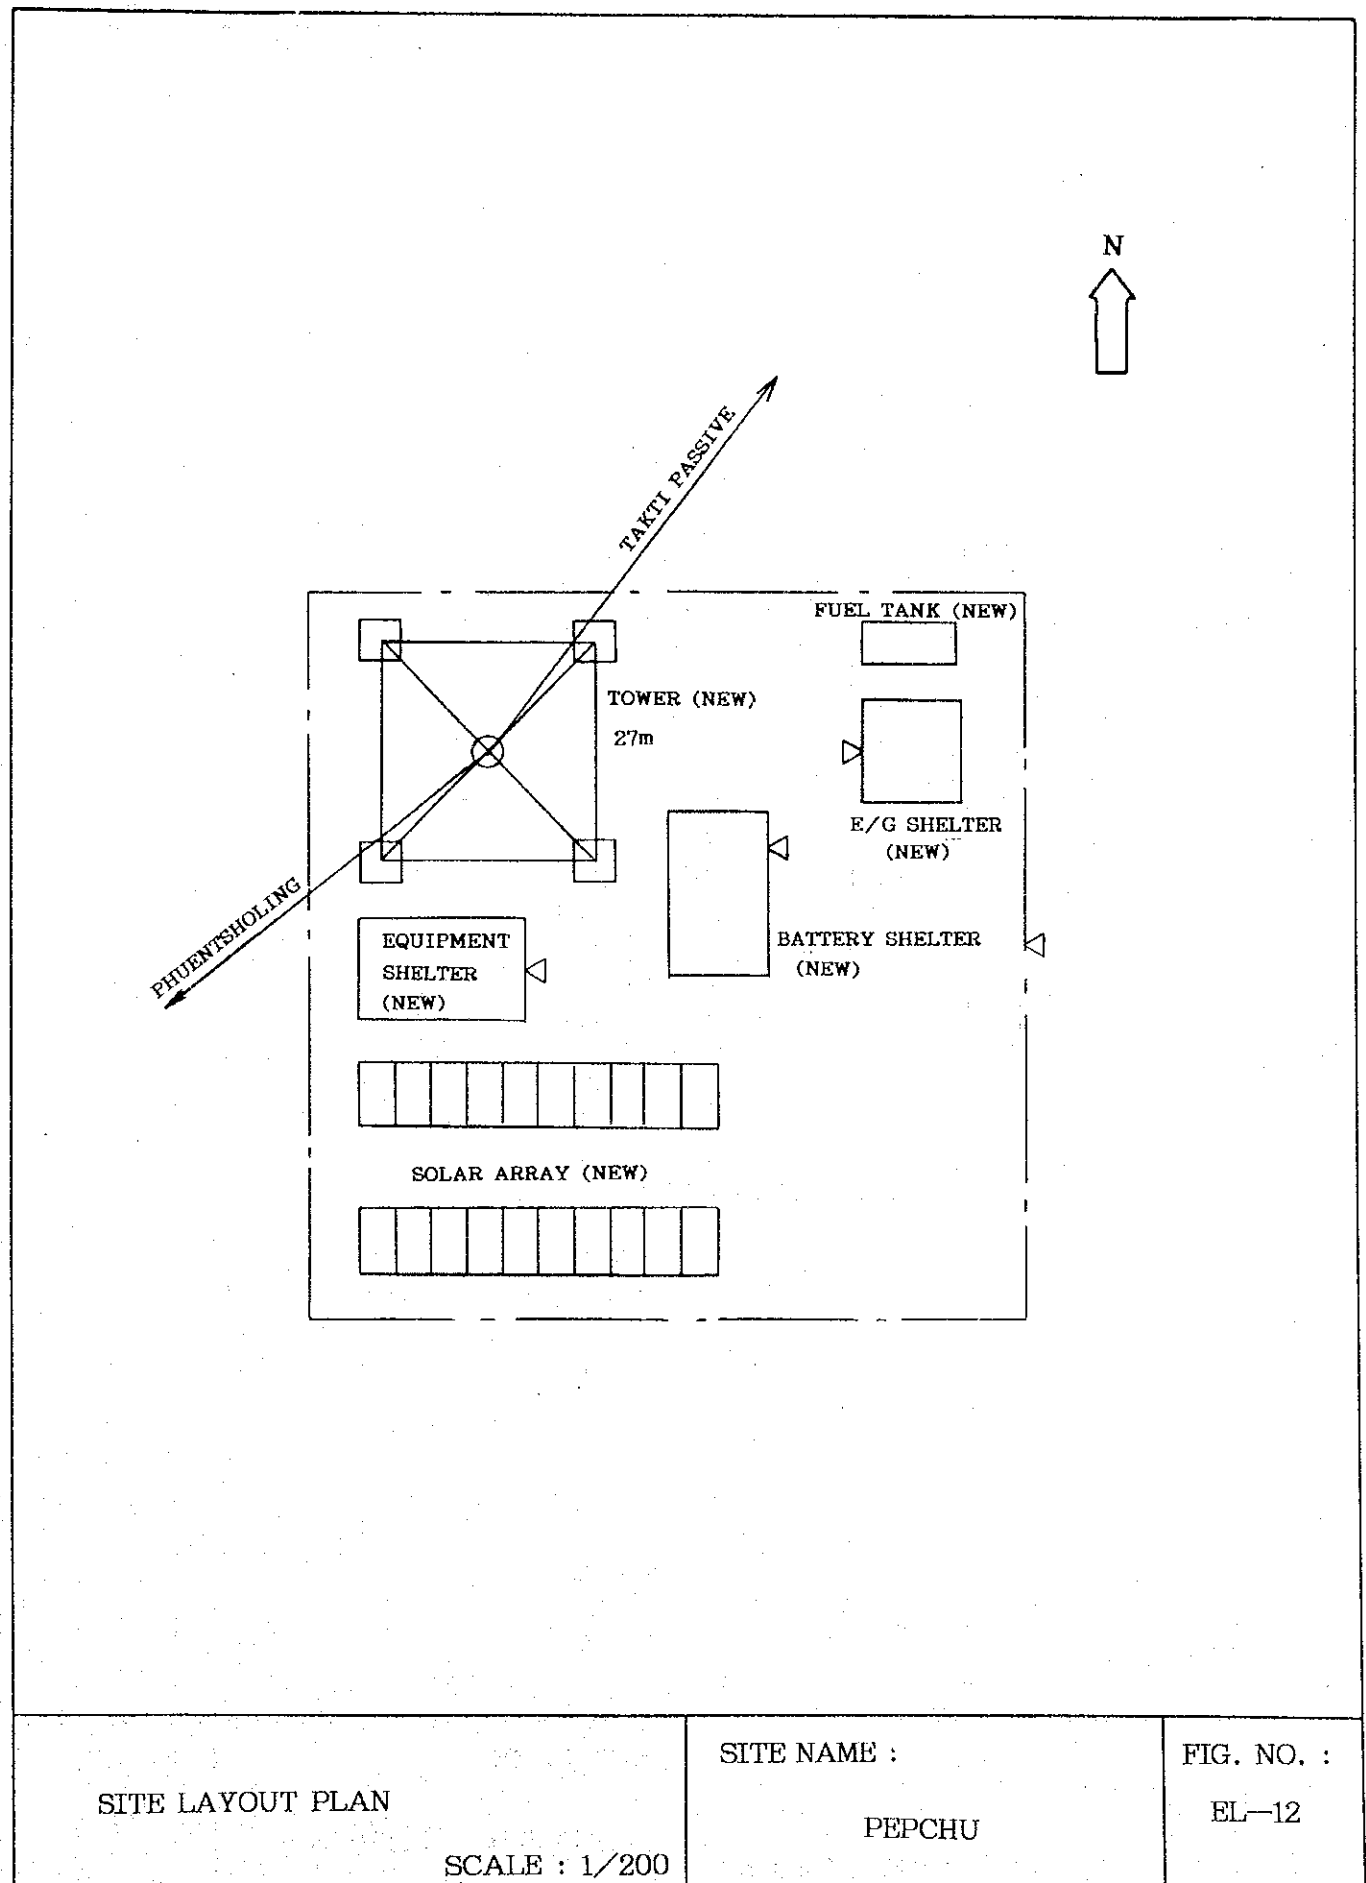 N
TAKTI PASSIVE
FUEL TANK (NEW)
TOWER (NEW)
27m
E/G SHELTER
(NEW)
PHUENTSHOLING
EQUIPMENT
SHELTER
(NEW)
BATTERY SHELTER
(NEW)
SOLAR ARRAY (NEW)
SITE LAYOUT PLAN
SCALE : 1/200
SITE NAME :
PEPCHU
FIG. NO. :
EL—12